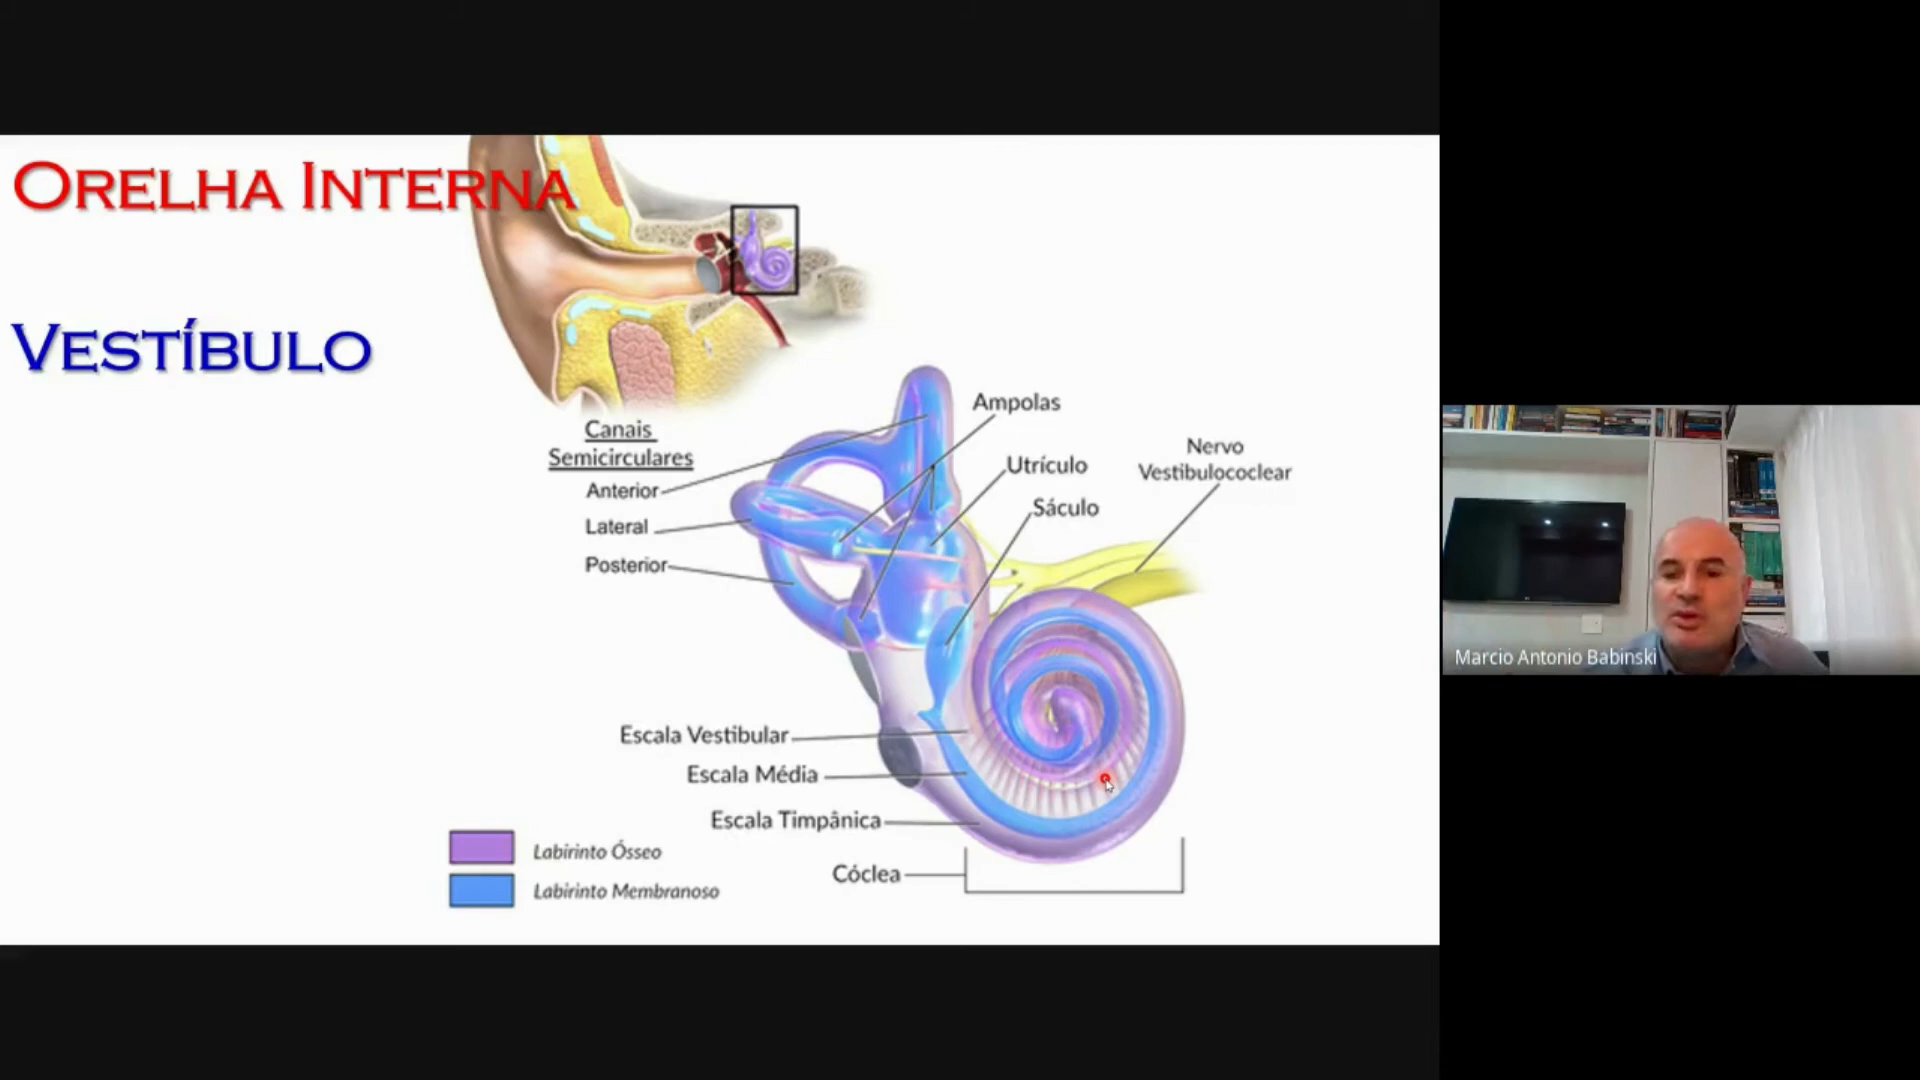 ORELHA INTERNA
VESTÍBULO
Canais
Semicirculares
Anterior
Lateral
Posterior
Ampolas
Utrículo
Sáculo
Nervo
Vestibulococlear
Escala Vestibular
Escala Média
Escala Timpânica
Cóclea
Labirinto Ósseo
Labirinto Membranoso
Marcio Antonio Babinski